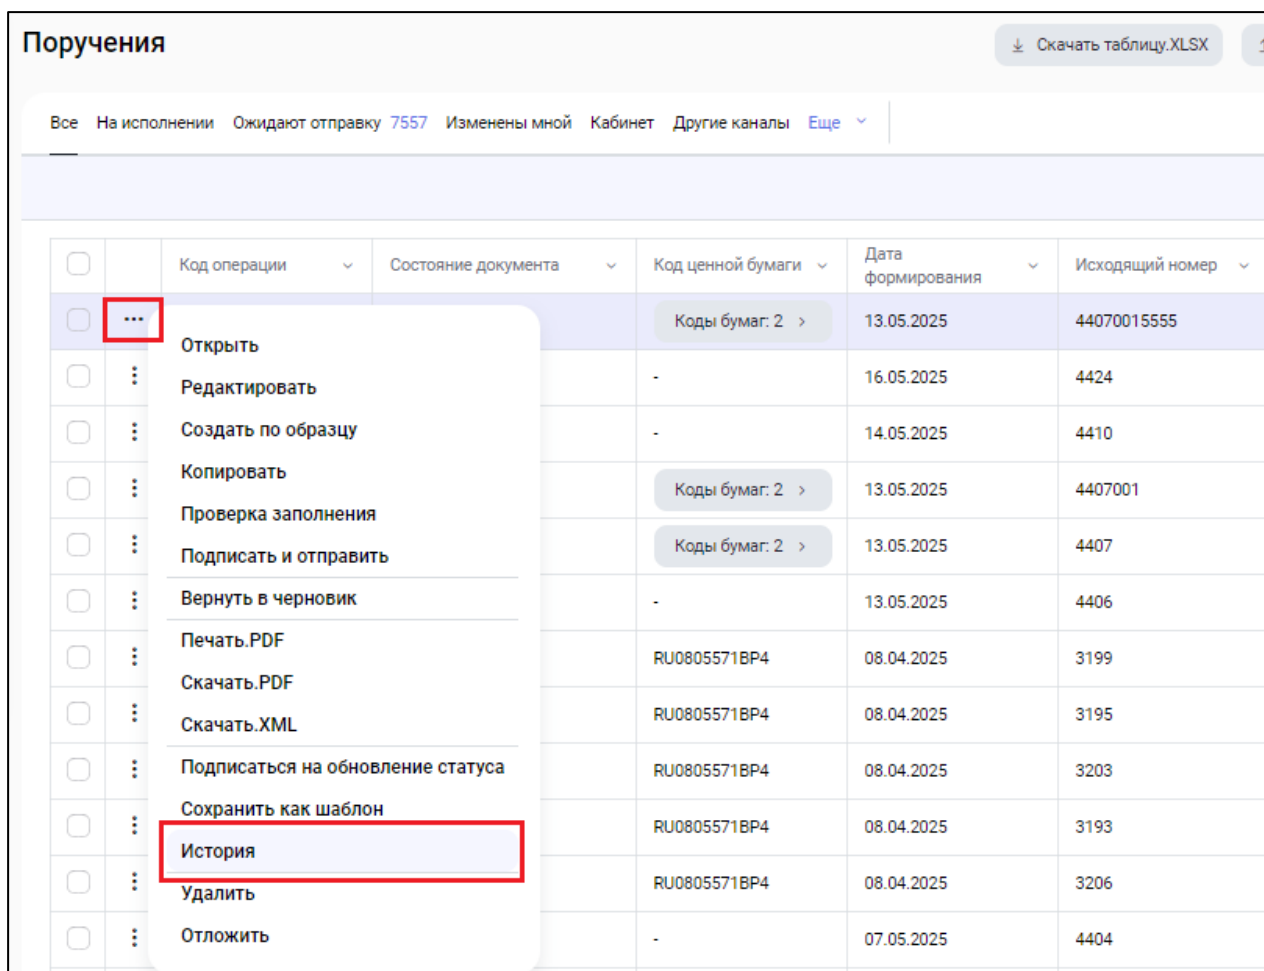 Поручения
Скачать таблицу.XLSX
Все На исполнении Ожидают отправку 7557 Изменены мной Кабинет Другие каналы Еще
Код операции Состояние документа Код ценной бумаги Дата формирования Исходящий номер
Коды бумаг: 2 13.05.2025 44070015555
Открыть
- 16.05.2025 4424
Редактировать
Создать по образцу
- 14.05.2025 4410
Копировать
Коды бумаг: 2 13.05.2025 4407001
Проверка заполнения
Коды бумаг: 2 13.05.2025 4407
Подписать и отправить
Вернуть в черновик
- 13.05.2025 4406
Печать.PDF
RU0805571BP4 08.04.2025 3199
Скачать.PDF
Скачать.XML
RU0805571BP4 08.04.2025 3195
Подписаться на обновление статуса
RU0805571BP4 08.04.2025 3203
Сохранить как шаблон
RU0805571BP4 08.04.2025 3193
История
RU0805571BP4 08.04.2025 3206
Удалить
Отложить
- 07.05.2025 4404